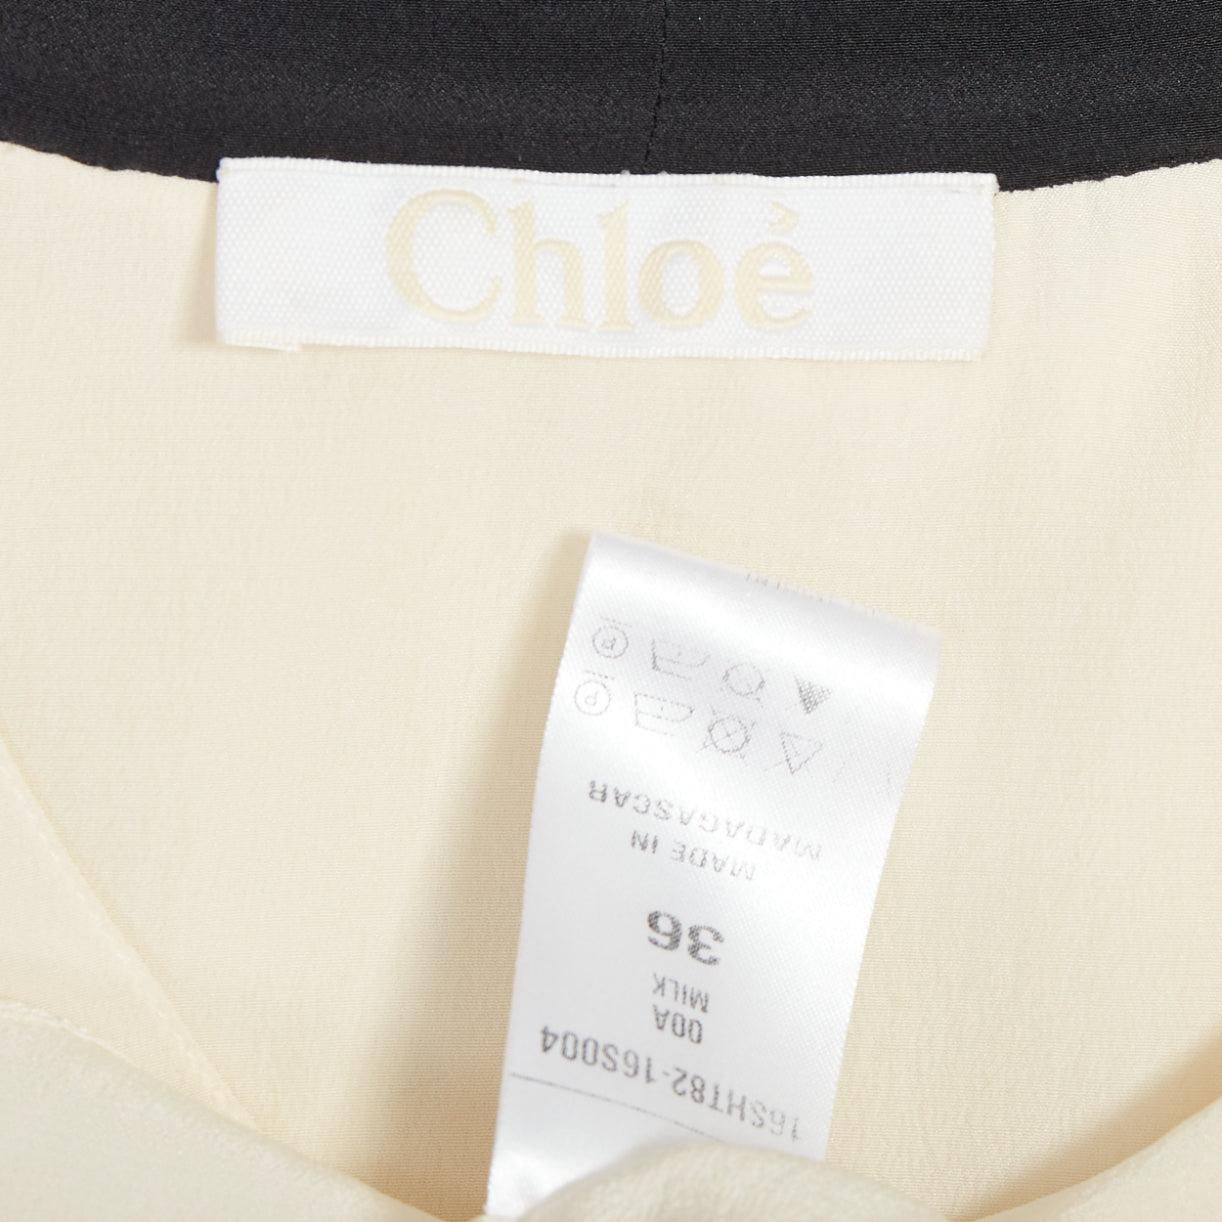 Chloé
16SHT82-16S004
00A
MILK
36
MADE IN
MADAGASCAR